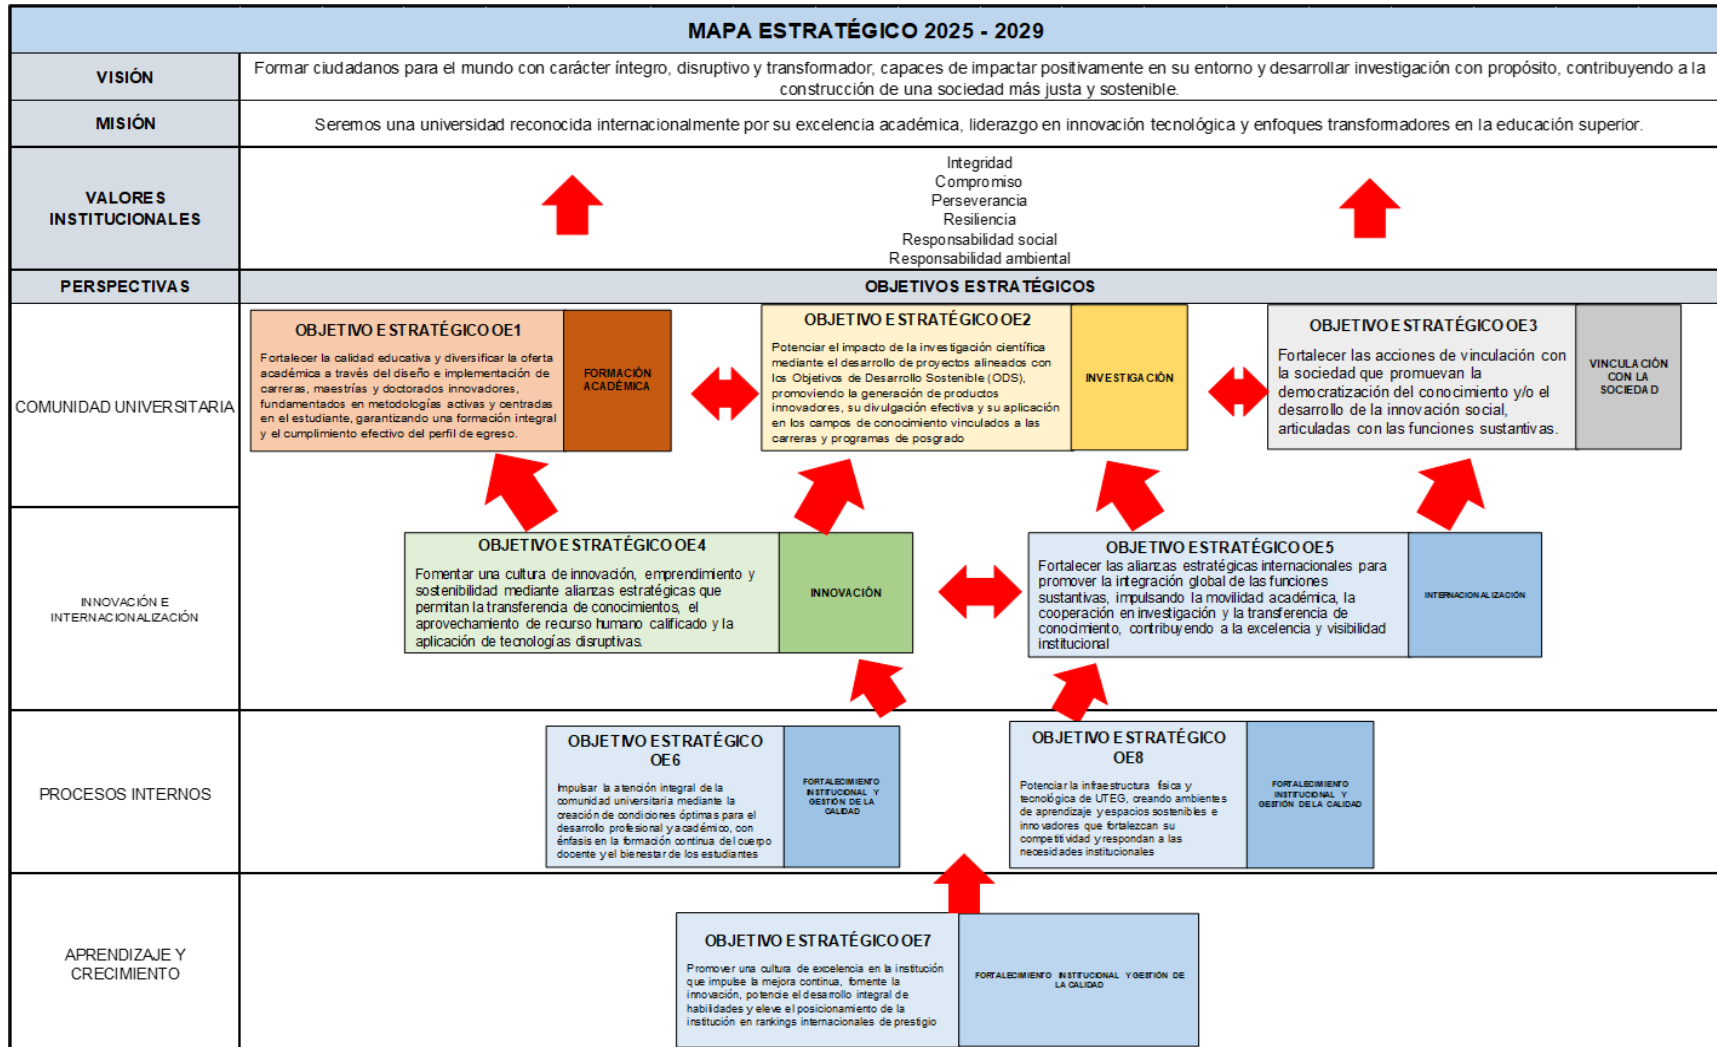 MAPA ESTRATÉGICO 2025 - 2029
VISIÓN
Formar ciudadanos para el mundo con carácter íntegro, disruptivo y transformador, capaces de impactar positivamente en su entorno y desarrollar investigación con propósito, contribuyendo a la
construcción de una sociedad más justa y sostenible.
MISIÓN
Seremos una universidad reconocida internacionalmente por su excelencia académica, liderazgo en innovación tecnológica y enfoques transformadores en la educación superior.
VALORES
INSTITUCIONALES
Integridad
Compromiso
Perseverancia
Resiliencia
Responsabilidad social
Responsabilidad ambiental
PERSPECTIVAS
OBJETIVOS ESTRATÉGICOS
COMUNIDAD UNIVERSITARIA
OBJETIVO ESTRATÉGICO OE1
Fortalecer la calidad educativa y diversificar la oferta
académica a través del diseño e implementación de
carreras, maestrías y doctorados innovadores,
fundamentados en metodologías activas y centradas
en el estudiante, garantizando una formación integral
y el cumplimiento efectivo del perfil de egreso.
FORMACIÓN
ACADÉMICA
OBJETIVO ESTRATÉGICO OE2
Potenciar el impacto de la investigación científica
mediante el desarrollo de proyectos alineados con
los Objetivos de Desarrollo Sostenible (ODS),
promoviendo la generación de productos
innovadores, su divulgación efectiva y su aplicación
en los campos de conocimiento vinculados a las
carreras y programas de posgrado
INVESTIGACIÓN
OBJETIVO ESTRATÉGICO OE3
Fortalecer las acciones de vinculación con
la sociedad que promuevan la
democratización del conocimiento y/o el
desarrollo de la innovación social,
articuladas con las funciones sustantivas.
VINCULACIÓN
CON LA
SOCIEDAD
INNOVACIÓN E
INTERNACIONALIZACIÓN
OBJETIVO ESTRATÉGICO OE4
Fomentar una cultura de innovación, emprendimiento y
sostenibilidad mediante alianzas estratégicas que
permitan la transferencia de conocimientos, el
aprovechamiento de recurso humano calificado y la
aplicación de tecnologías disruptivas.
INNOVACIÓN
OBJETIVO ESTRATÉGICO OE5
Fortalecer las alianzas estratégicas internacionales para
promover la integración global de las funciones
sustantivas, impulsando la movilidad académica, la
cooperación en investigación y la transferencia de
conocimiento, contribuyendo a la excelencia y visibilidad
institucional
INTERNACIONALIZACIÓN
PROCESOS INTERNOS
OBJETIVO ESTRATÉGICO
OE6
Impulsar la atención integral de la
comunidad universitaria mediante la
creación de condiciones óptimas para el
desarrollo profesional y académico, con
énfasis en la formación continua del cuerpo
docente y el bienestar de los estudiantes
FORTALECIMIENTO
INSTITUCIONAL Y
GESTIÓN DE LA
CALIDAD
OBJETIVO ESTRATÉGICO
OE8
Potenciar la infraestructura física y
tecnológica de UTEG, creando ambientes
de aprendizaje y espacios sostenibles e
innovadores que fortalezcan su
competitividad y respondan a las
necesidades institucionales
FORTALECIMIENTO
INSTITUCIONAL Y
GESTIÓN DE LA CALIDAD
APRENDIZAJE Y
CRECIMIENTO
OBJETIVO ESTRATÉGICO OE7
Promover una cultura de excelencia en la institución
que impulse la mejora continua, fomente la
innovación, potencie el desarrollo integral de
habilidades y eleve el posicionamiento de la
institución en rankings internacionales de prestigio
FORTALECIMIENTO INSTITUCIONAL Y GESTIÓN DE
LA CALIDAD